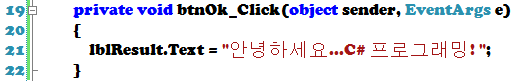 19 private void btnOk_Click(object sender, EventArgs e)
20 {
21 lblResult.Text = "안녕하세요...C# 프로그래밍! ";
22 }